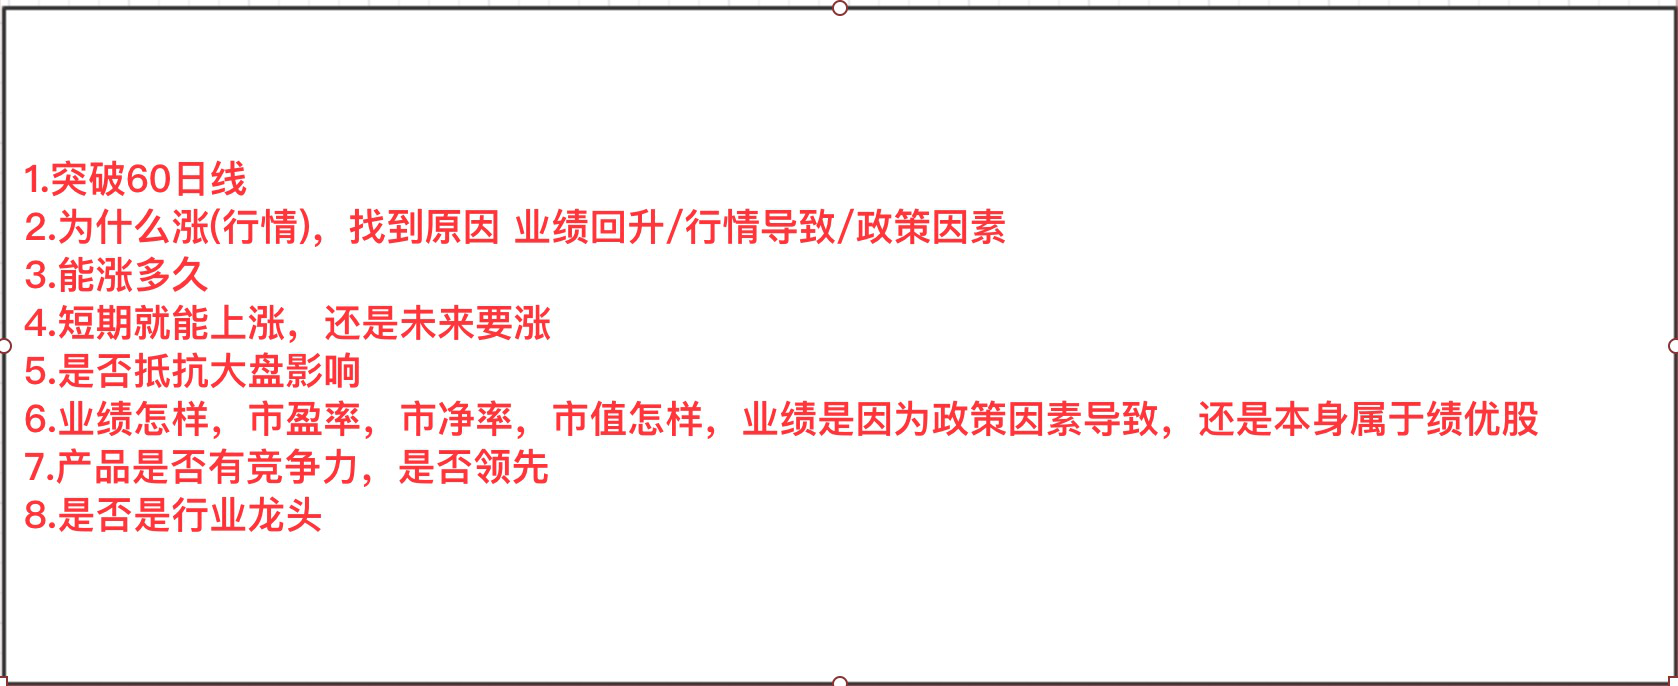 1.突破60日线
2.为什么涨(行情)，找到原因 业绩回升/行情导致/政策因素
3.能涨多久
4.短期就能上涨，还是未来要涨
5.是否抵抗大盘影响
6.业绩怎样，市盈率，市净率，市值怎样，业绩是因为政策因素导致，还是本身属于绩优股
7.产品是否有竞争力，是否领先
8.是否是行业龙头